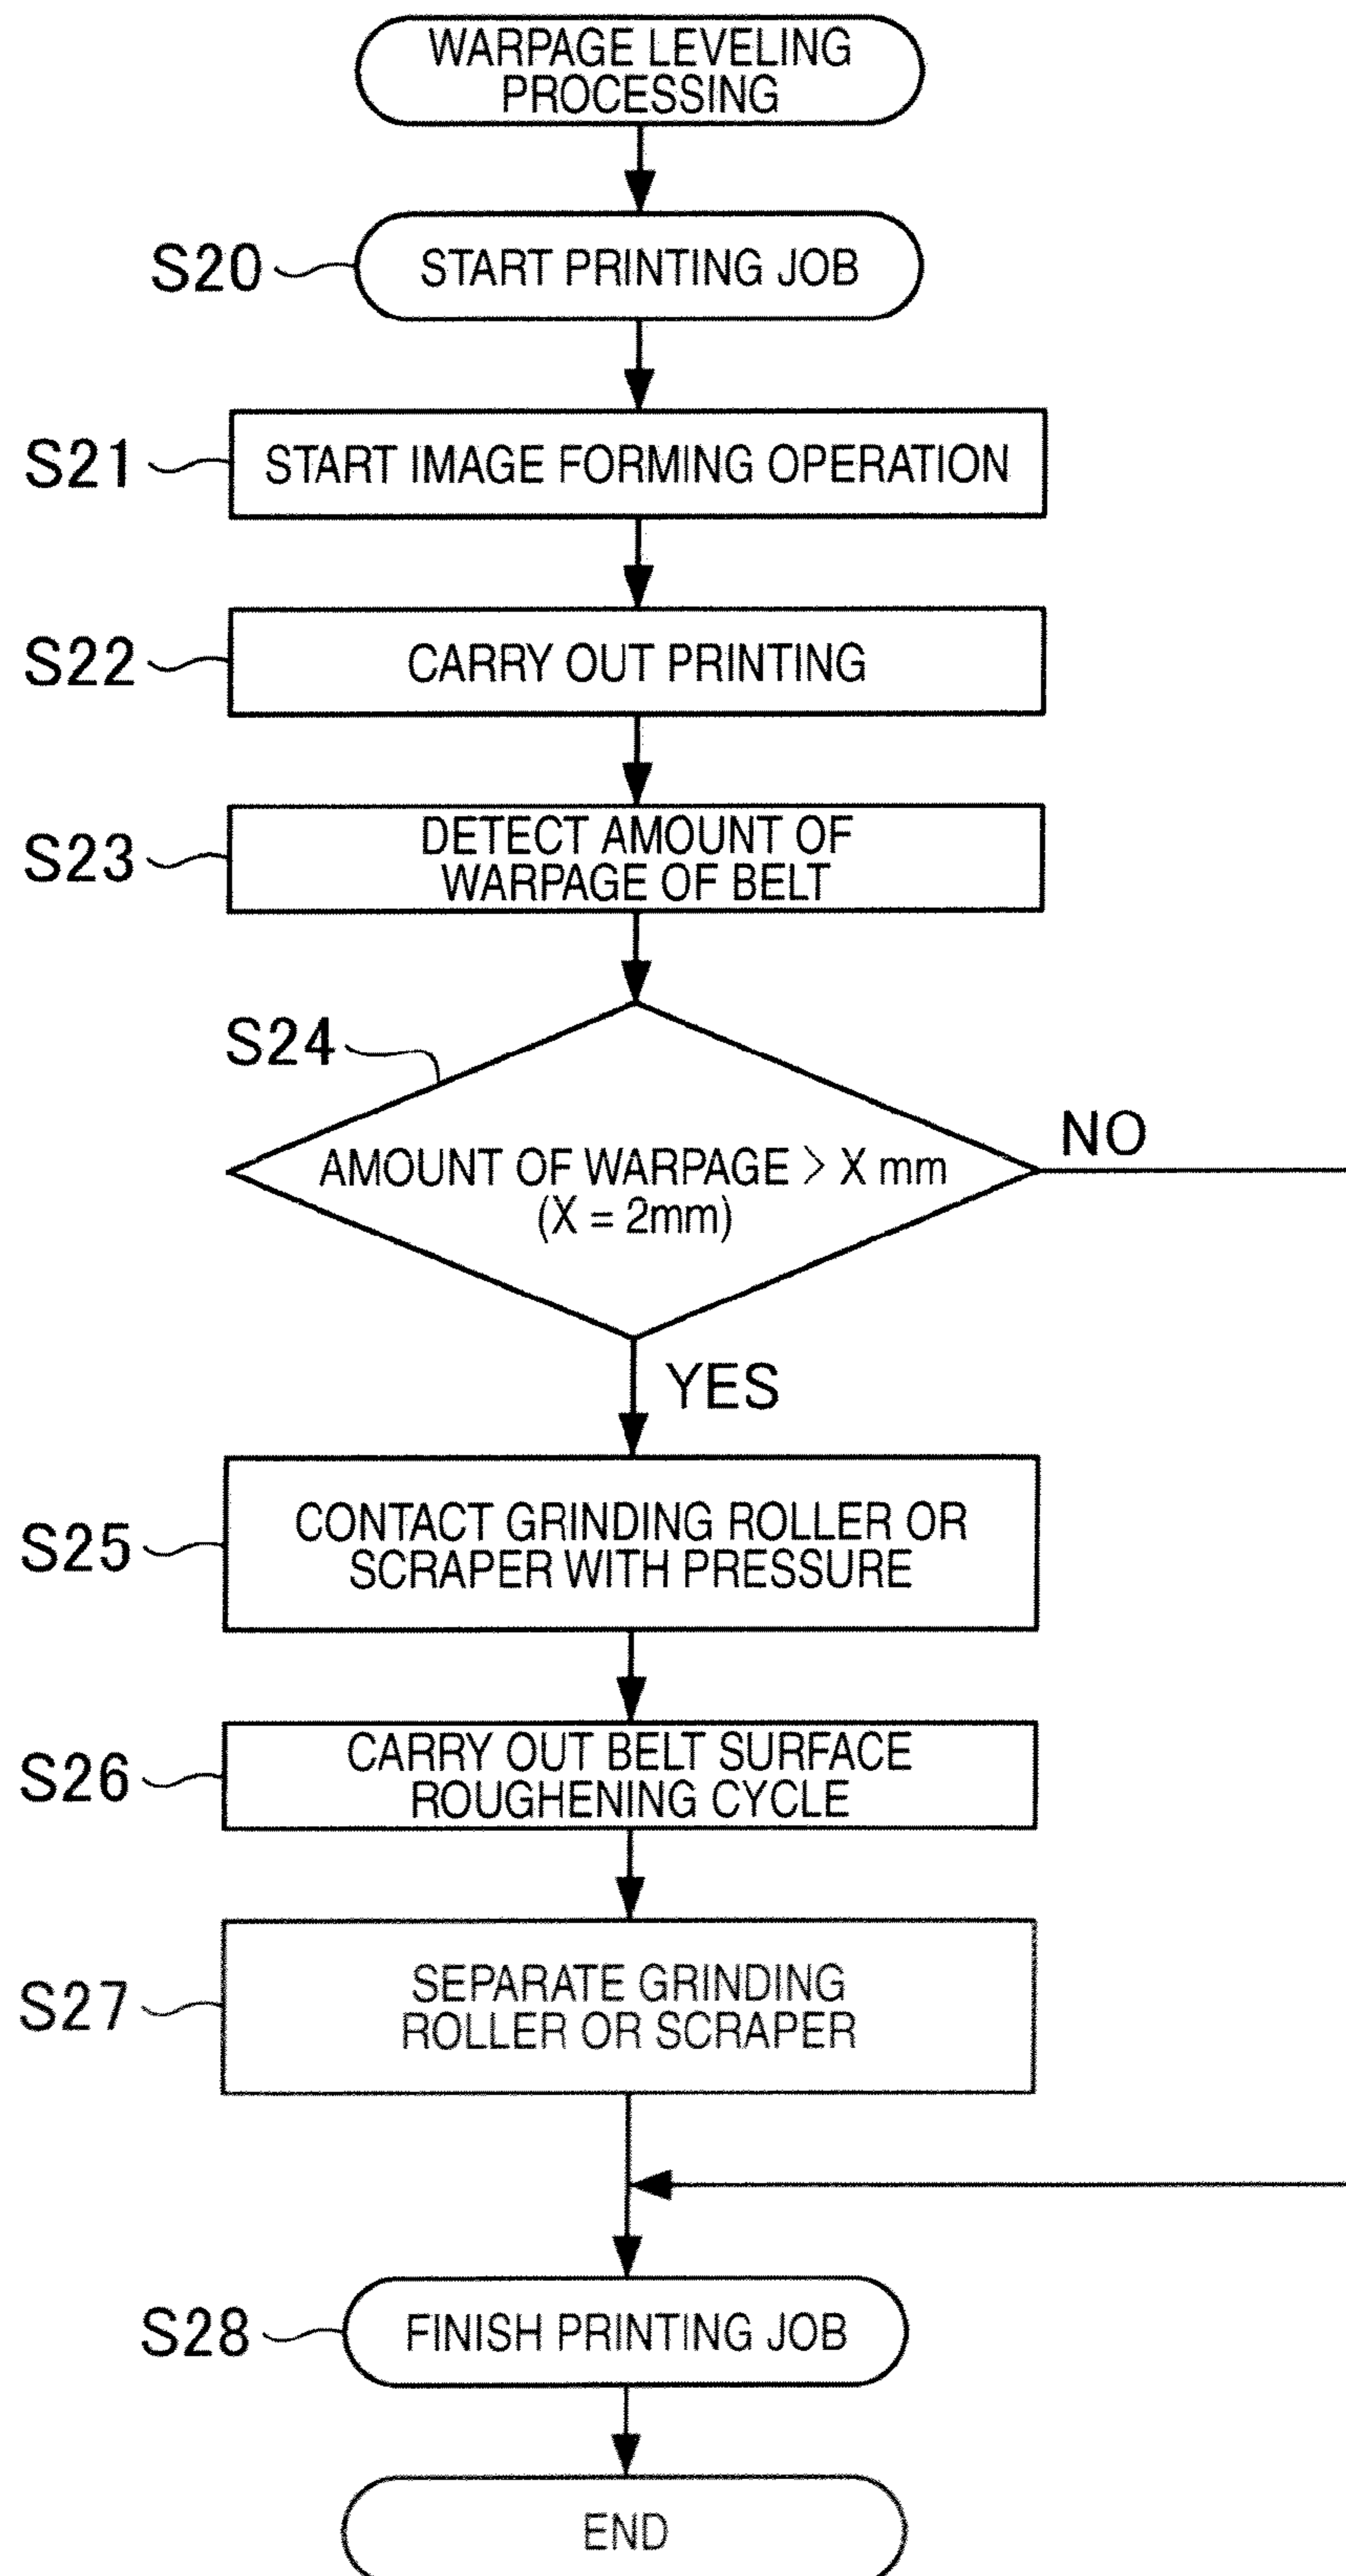 WARPAGE LEVELING
PROCESSING
S20
START PRINTING JOB
S21
START IMAGE FORMING OPERATION
S22
CARRY OUT PRINTING
S23
DETECT AMOUNT OF
WARPAGE OF BELT
S24
AMOUNT OF WARPAGE > X mm
(X = 2mm)
NO
YES
S25
CONTACT GRINDING ROLLER OR
SCRAPER WITH PRESSURE
S26
CARRY OUT BELT SURFACE
ROUGHENING CYCLE
S27
SEPARATE GRINDING
ROLLER OR SCRAPER
S28
FINISH PRINTING JOB
END